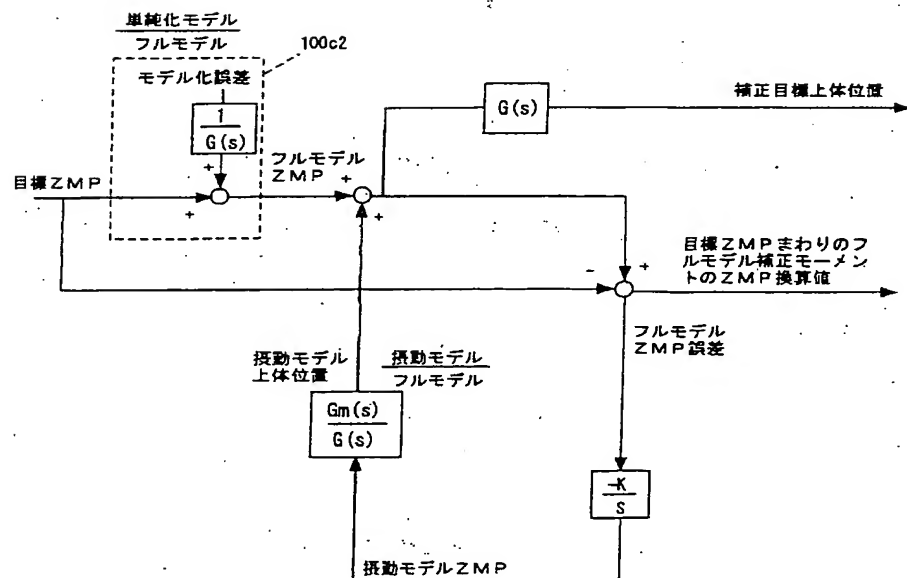 単純化モデル
フルモデル
100c2
モデル化誤差
1
G(s)
+
目標ZMP
+
フルモデル
ZMP
+
+
G(s)
補正目標上体位置
-
+
目標ZMPまわりのフ
ルモデル補正モーメン
トのZMP換算値
フルモデル
ZMP誤差
摂動モデル
上体位置
摂動モデル
フルモデル
Gm(s)
G(s)
-K
S
摂動モデルZMP